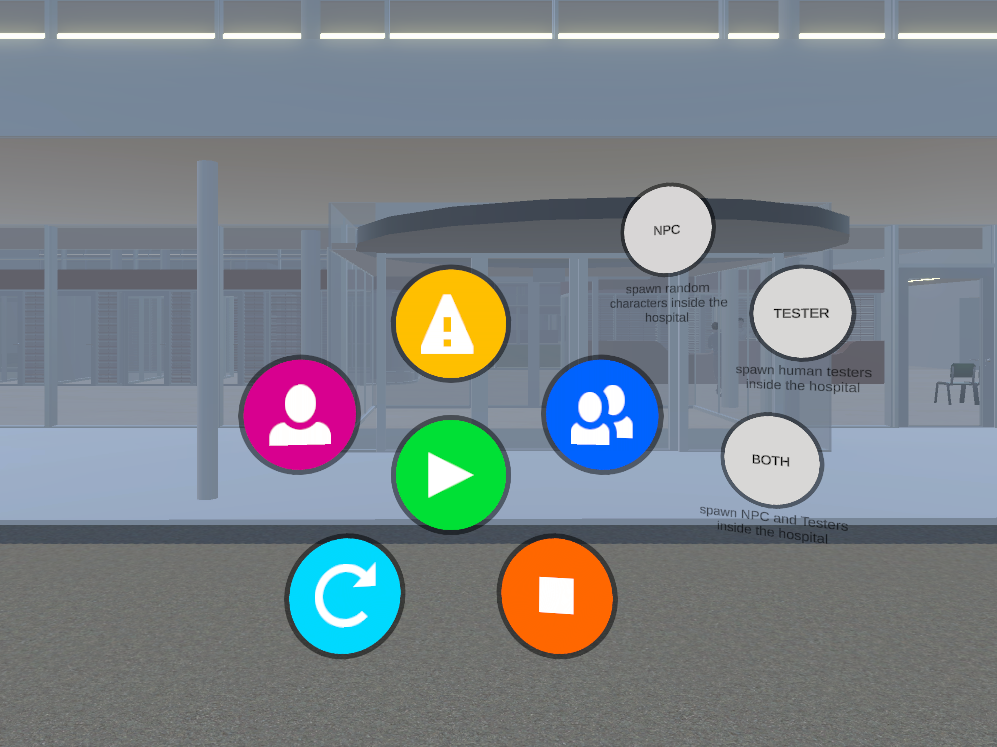 NPC
spawn random
characters inside the
hospital
TESTER
spawn human testers
inside the hospital
BOTH
spawn NPC and Testers
inside the hospital